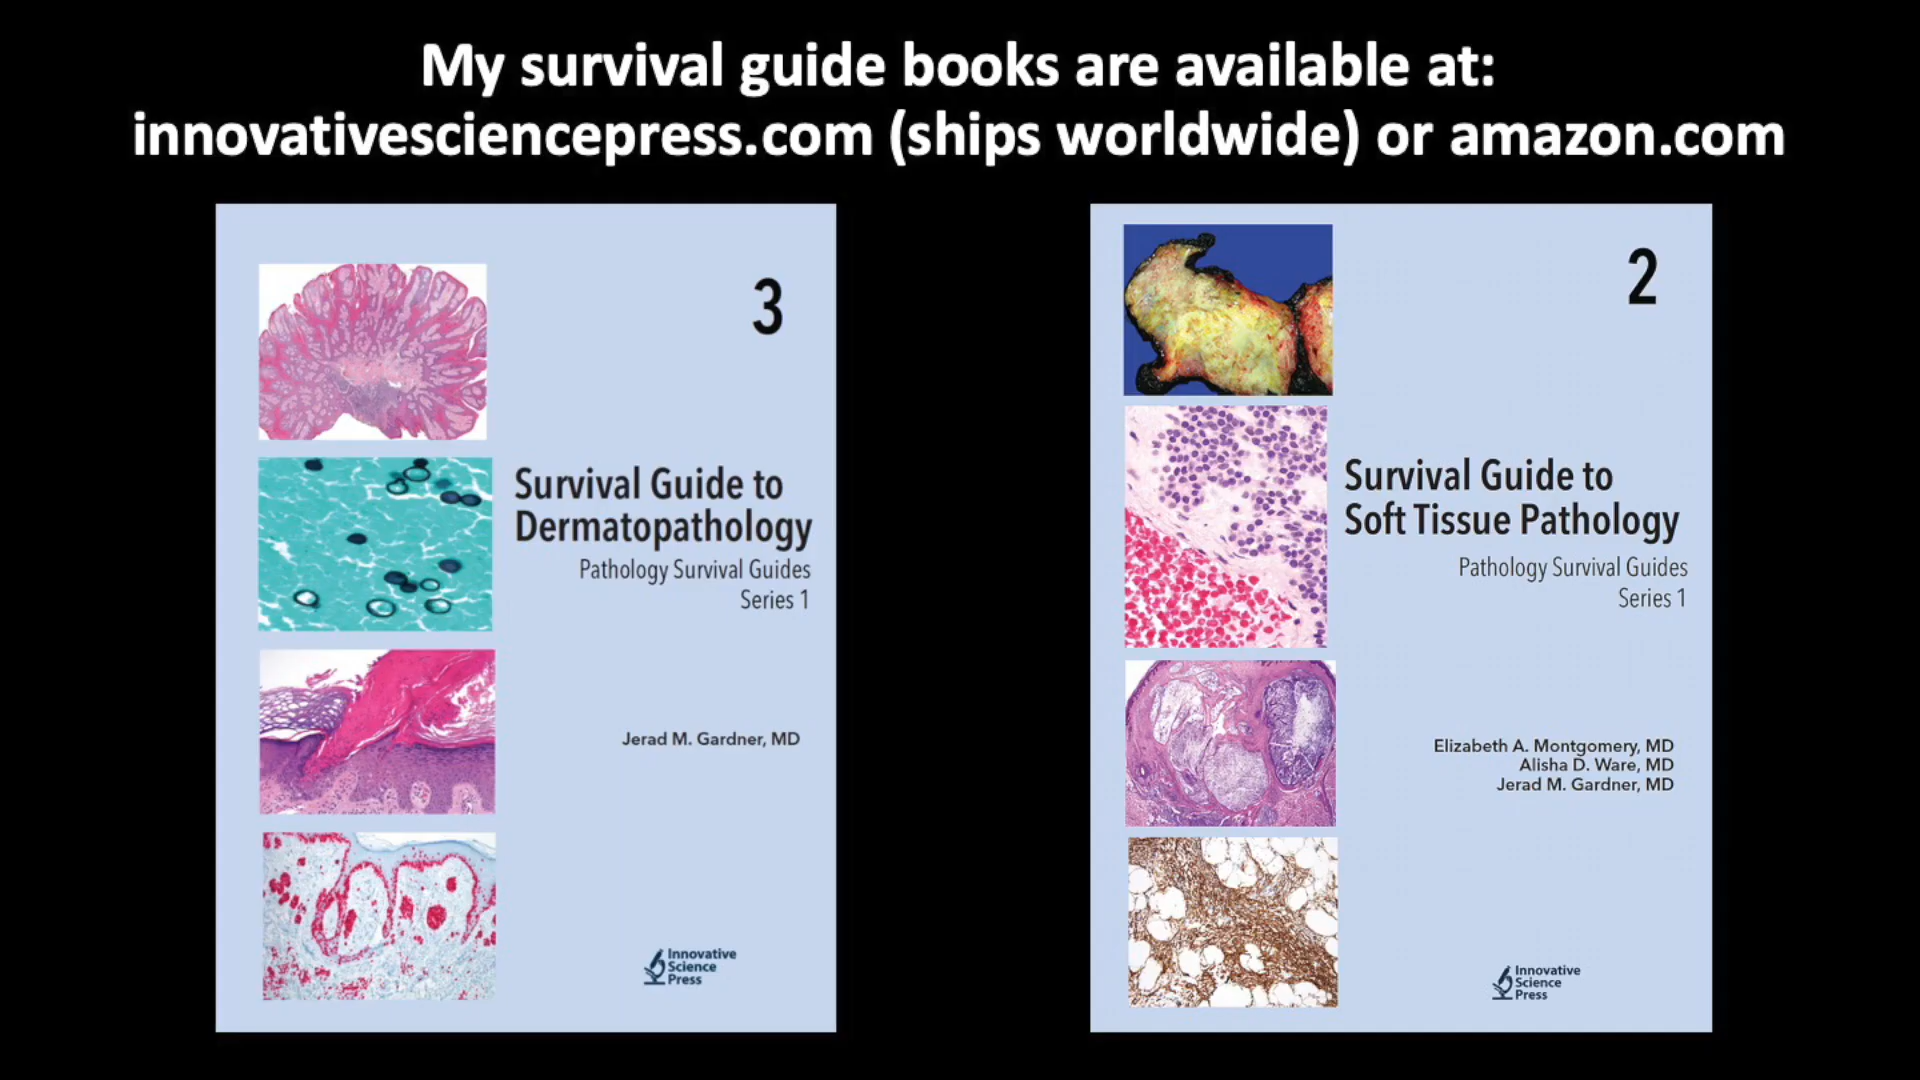 My survival guide books are available at:
innovativesciencepress.com (ships worldwide) or amazon.com
3
Survival Guide to
Dermatopathology
Pathology Survival Guides
Series 1
Jerad M. Gardner, MD
Innovative
Science
Press
2
Survival Guide to
Soft Tissue Pathology
Pathology Survival Guides
Series 1
Elizabeth A. Montgomery, MD
Alisha D. Ware, MD
Jerad M. Gardner, MD
Innovative
Science
Press